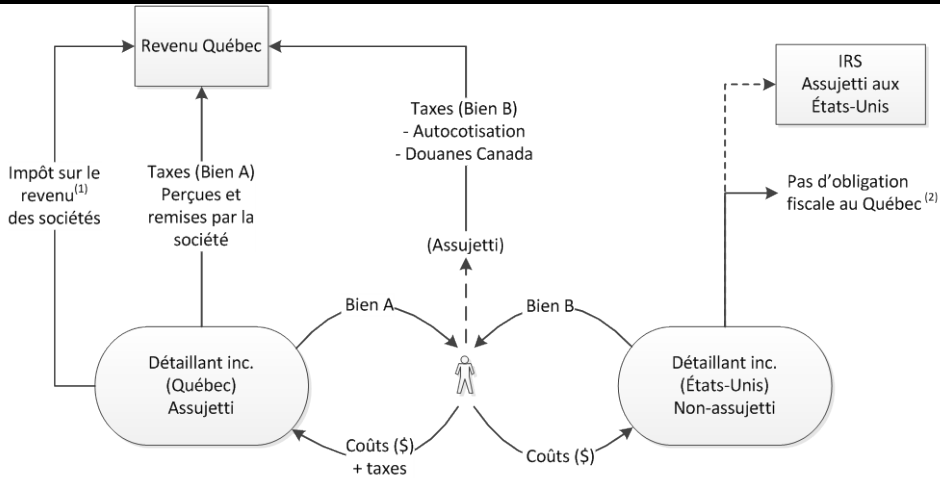 Revenu Québec
IRS
Assujetti aux
États-Unis
Taxes (Bien B)
- Autocotisation
- Douanes Canada
Impôt sur le
revenu(1)
des sociétés
Taxes (Bien A)
Perçues et
remises par la
société
Pas d'obligation
fiscale au Québec (2)
(Assujetti)
Bien A
Bien B
Détaillant inc.
(Québec)
Assujetti
Détaillant inc.
(États-Unis)
Non-assujetti
Coûts ($)
+ taxes
Coûts ($)